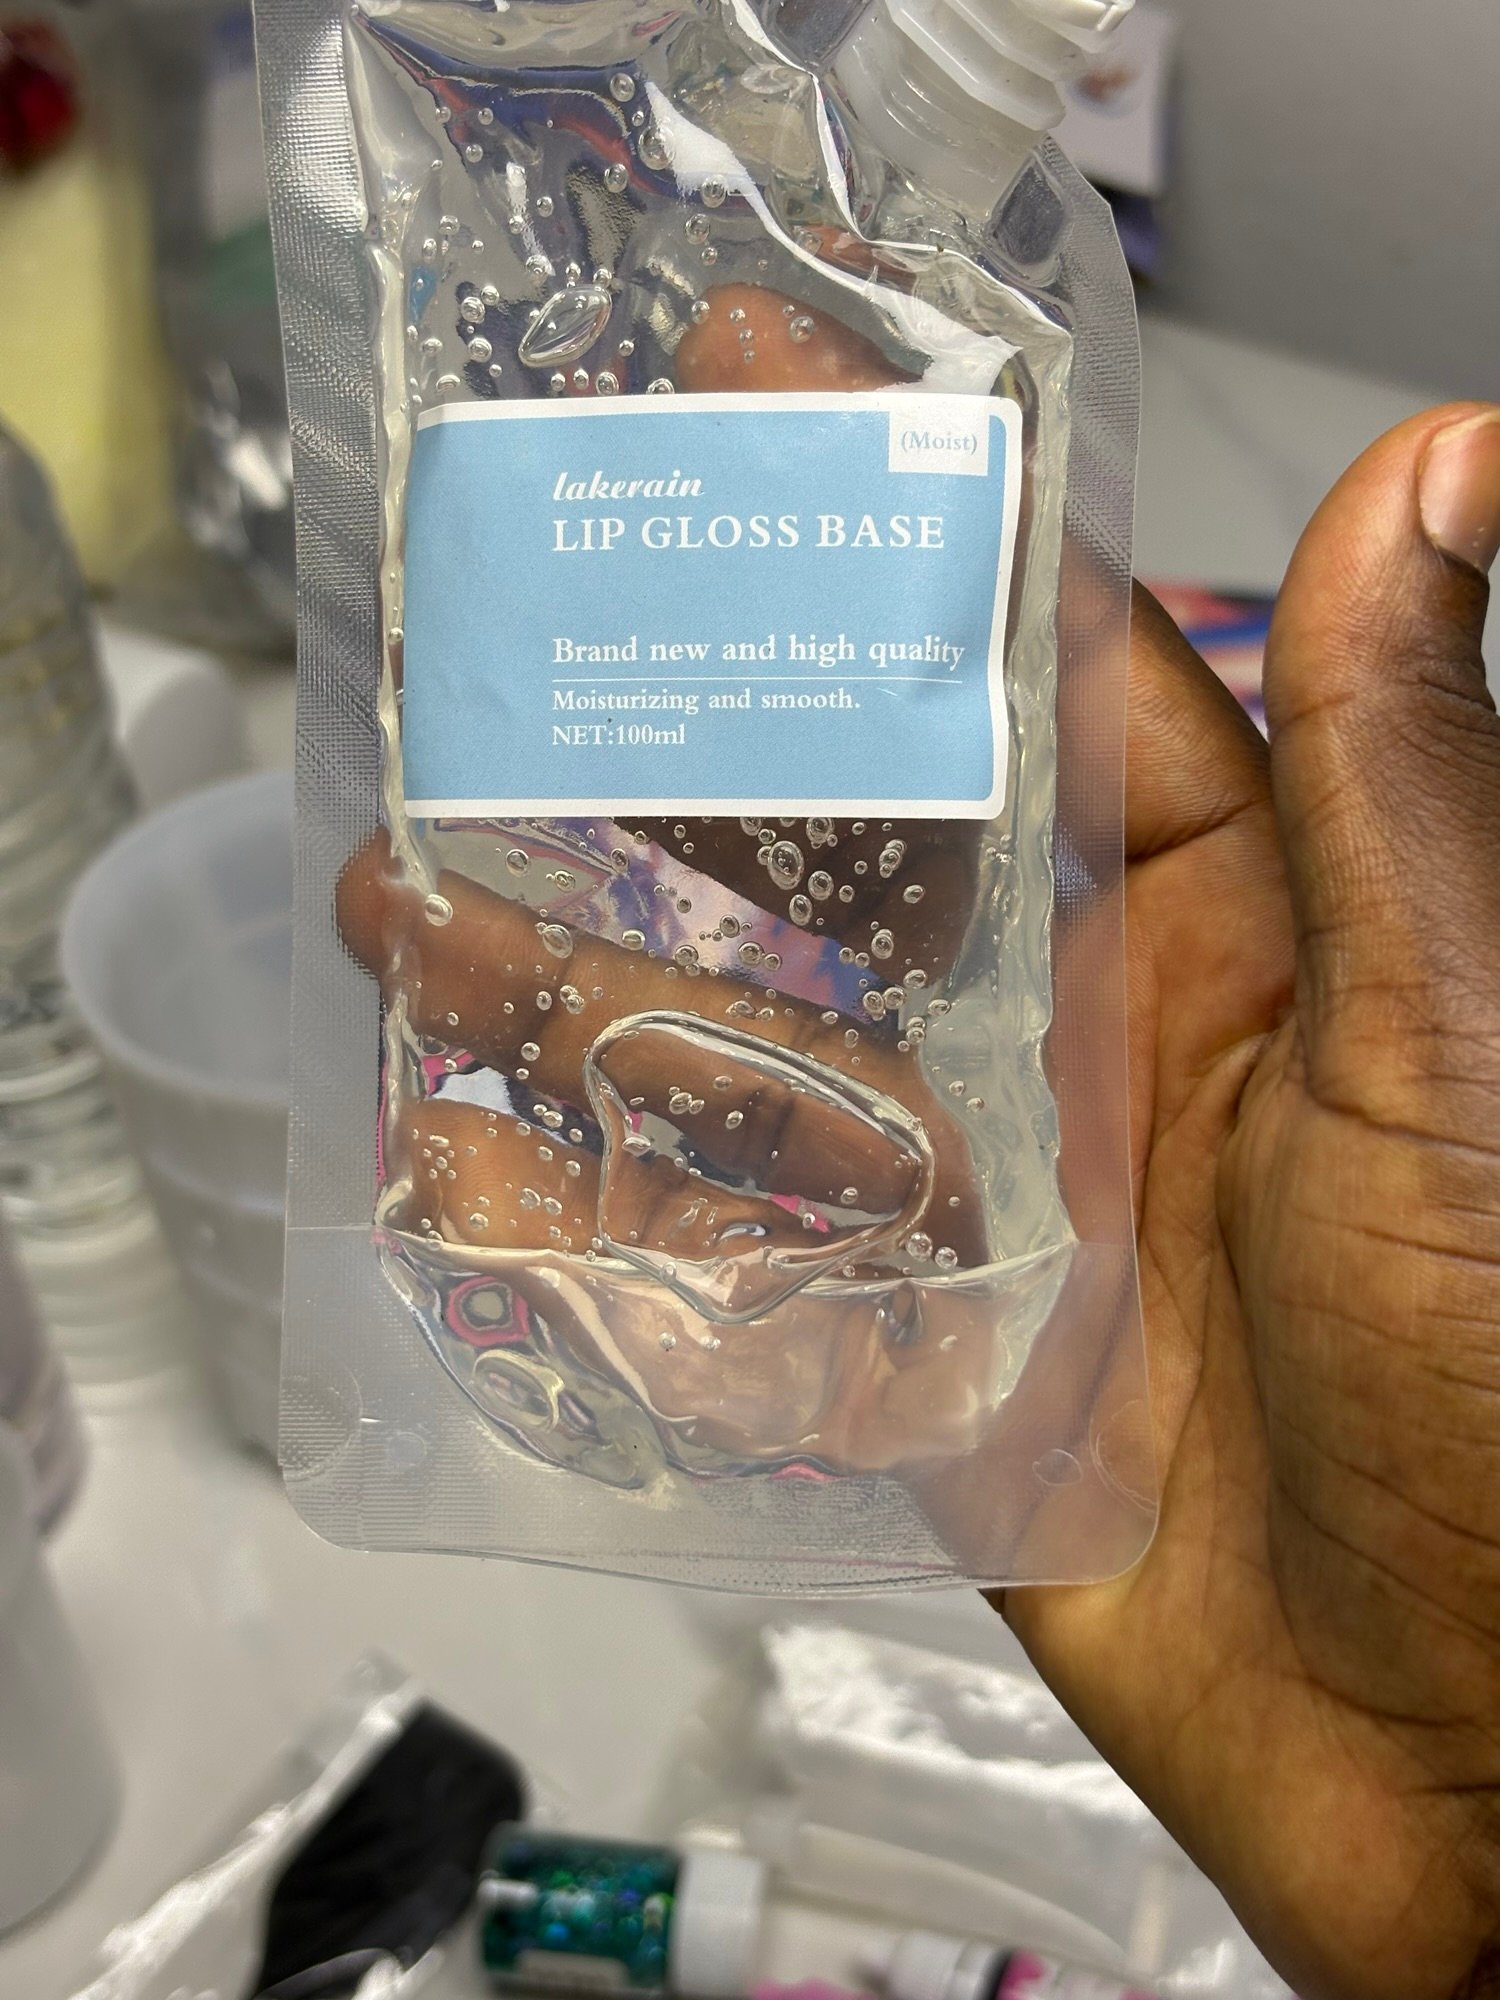 (Moist)
lakerain
LIP GLOSS BASE
Brand new and high quality
Moisturizing and smooth.
NET:100ml